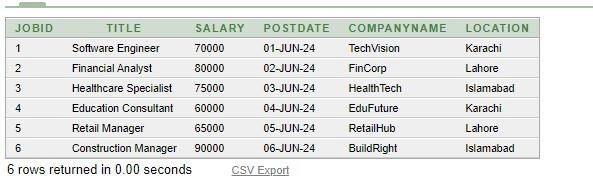 JOBID TITLE SALARY POSTDATE COMPANYNAME LOCATION
1 Software Engineer 70000 01-JUN-24 TechVision Karachi
2 Financial Analyst 80000 02-JUN-24 FinCorp Lahore
3 Healthcare Specialist 75000 03-JUN-24 HealthTech Islamabad
4 Education Consultant 60000 04-JUN-24 EduFuture Karachi
5 Retail Manager 65000 05-JUN-24 RetailHub Lahore
6 Construction Manager 90000 06-JUN-24 BuildRight Islamabad
6 rows returned in 0.00 seconds CSV Export